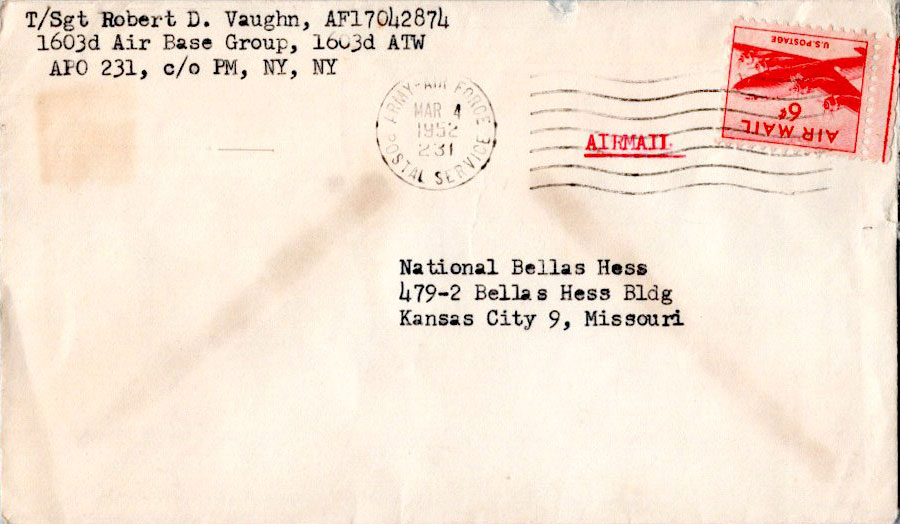 T/Sgt Robert D. Vaughn, AF17042874
1603d Air Base Group, 1603d ATW
APO 231, c/o PM, NY, NY
ARMY-AIR FORCE
MAR 4
1952
231
POSTAL SERVICE
AIRMAIL
U.S. POSTAGE
6¢
AIR MAIL
National Bellas Hess
479-2 Bellas Hess Bldg
Kansas City 9, Missouri